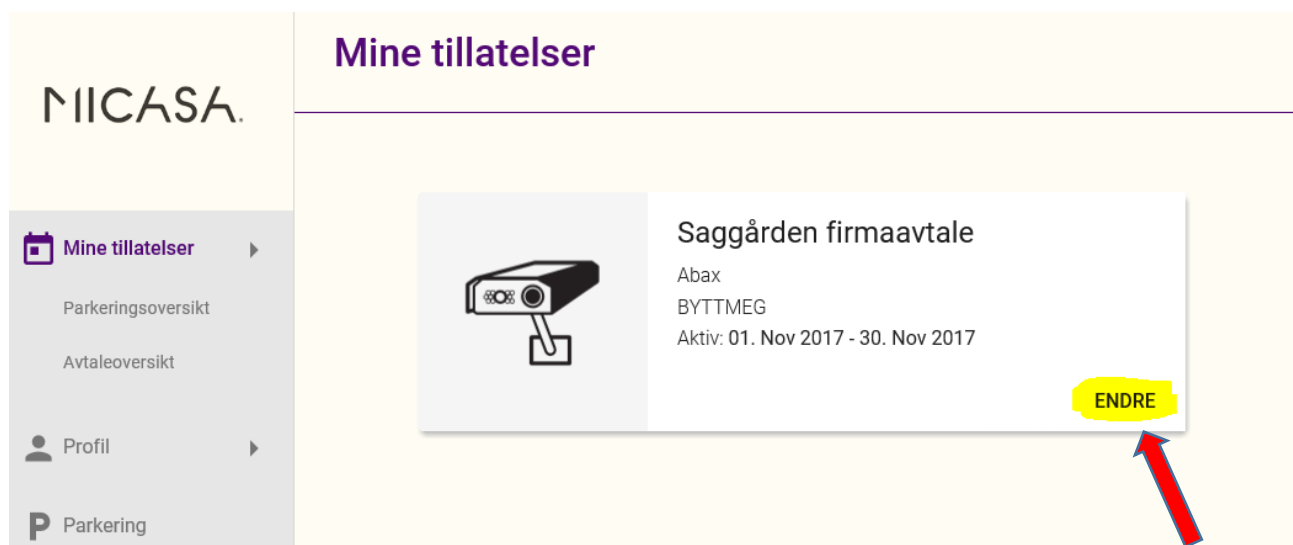 MICASA.
Mine tillatelser
Parkeringsoversikt
Avtaleoversikt
Profil
P Parkering
Mine tillatelser
Saggården firmaavtale
Abax
BYTTMEG
Aktiv: 01. Nov 2017 - 30. Nov 2017
ENDRE